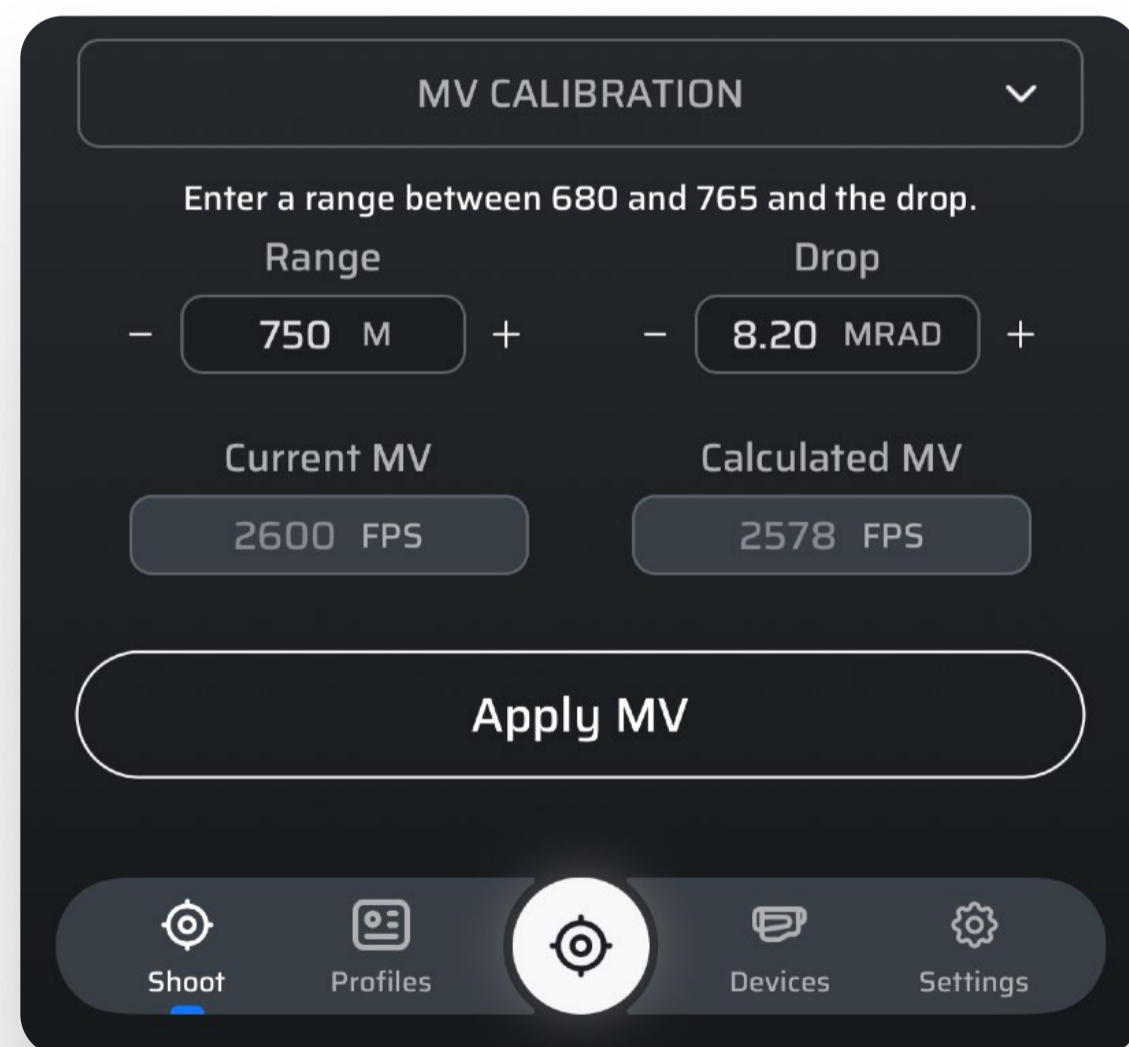 MV CALIBRATION
Enter a range between 680 and 765 and the drop.
Range Drop
− 750 M + − 8.20 MRAD +
Current MV Calculated MV
2600 FPS 2578 FPS
Apply MV
Shoot Profiles Devices Settings